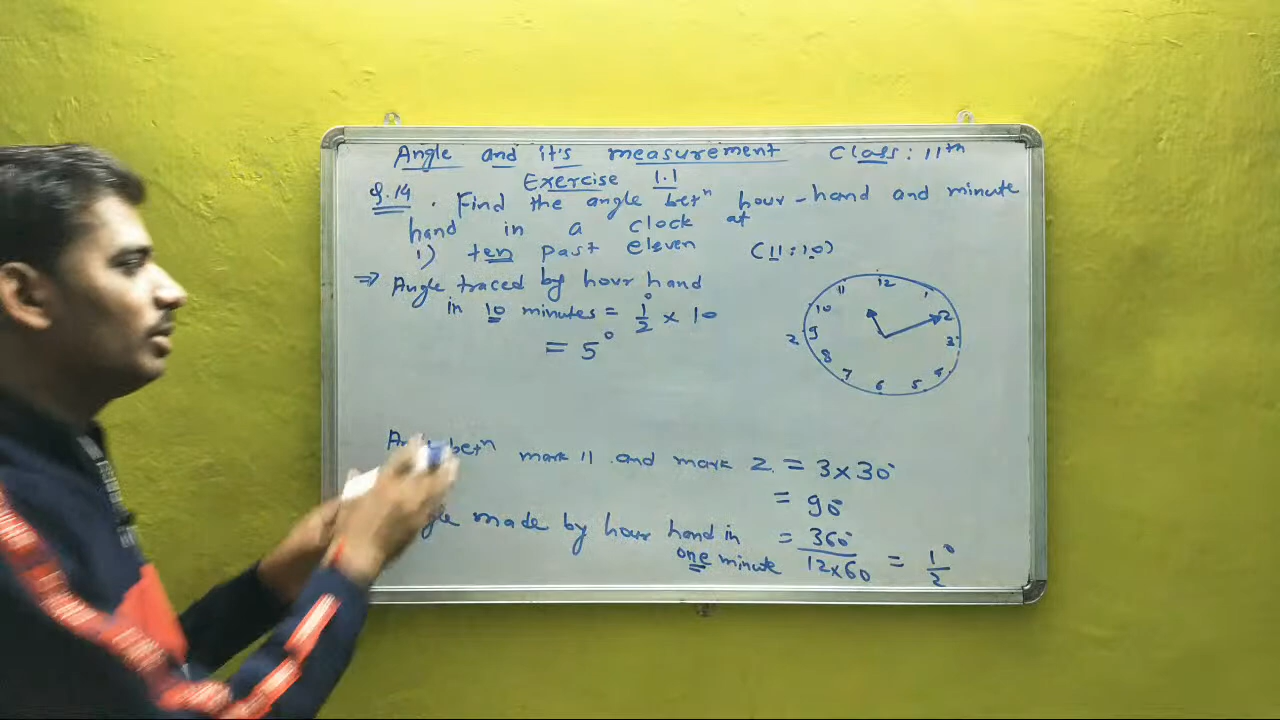 Angle and it's measurement Class: 11th
Exercise 1.1
Q.14. Find the angle betn hour-hand and minute
hand in a clock at
1) ten past eleven (11:10)
⇒ Angle traced by hour hand
in 10 minutes = 1/2° × 10
= 5°
12
11 1
10 2
9 3
8 4
7 6 5
betn mark 11 and mark 2. = 3×30°
= 90°
made by hour hand in = 360°/12×60 = 1/2°
one minute